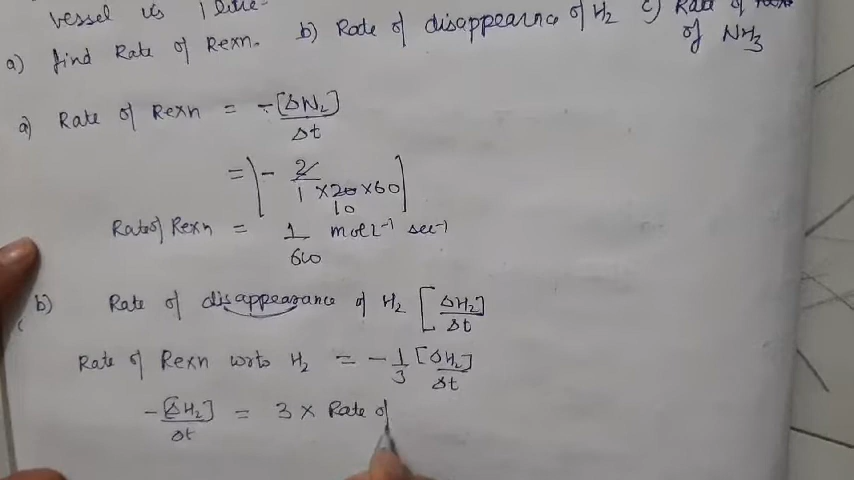 vessel is 1 litre.
a) find Rate of Rexn. b) Rate of disappearnce of H2 c) Rate of
of NH3
a) Rate of Rexn = -[ΔN2]/Δt
= |- 2/1×20×60|
10
Rate of Rexn = 1/600 mol L-1 sec-1
b) Rate of disappearance of H2 [ΔH2]/Δt
Rate of Rexn wrto H2 = - 1/3 [ΔH2]/Δt
-[ΔH2]/Δt = 3 × Rate of